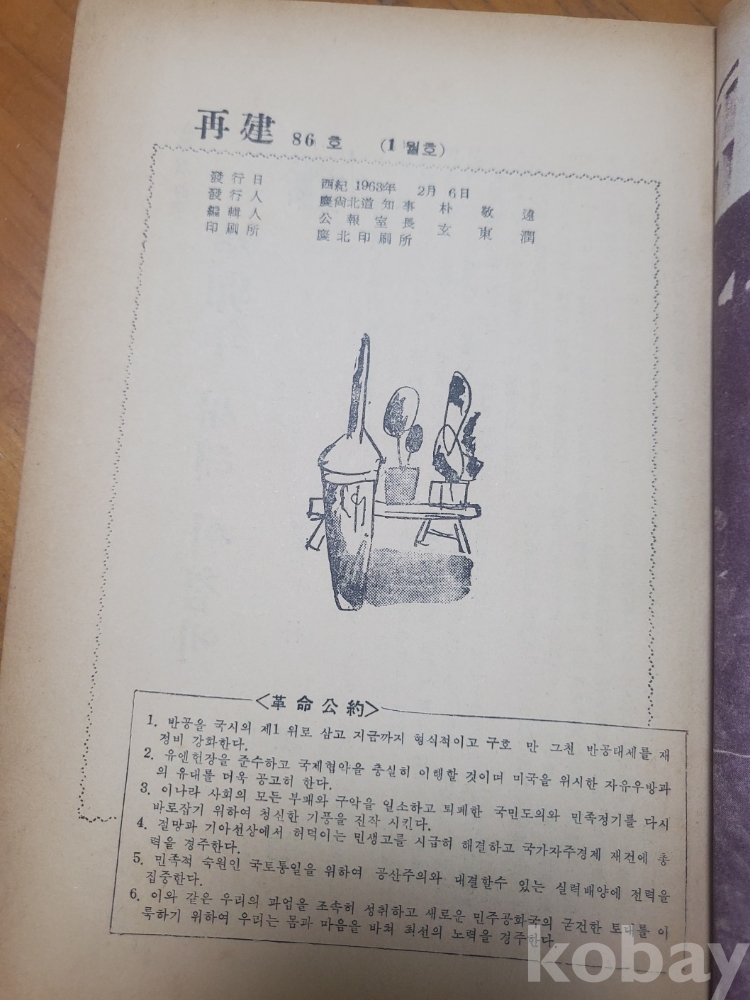 再建 86호 (1월호)
發行日 西紀 1963年 2月 6日
發行人 慶尙北道知事 朴敬遠
編輯人 公報室長 玄東潤
印刷所 慶北印刷所
<革命公約>
1. 반공을 국시의 제1 위로 삼고 지금까지 형식적이고 구호 만 그친 반공태세를 재
정비 강화한다.
2. 유엔헌장을 준수하고 국제협약을 충실히 이행할 것이며 미국을 위시한 자유우방과
의 유대를 더욱 공고히 한다.
3. 이나라 사회의 모든 부패와 구악을 일소하고 퇴폐한 국민도의와 민족정기를 다시
바로잡기 위하여 청신한 기풍을 진작 시킨다.
4. 절망과 기아선상에서 허덕이는 민생고를 시급히 해결하고 국가자주경제 재건에 총
력을 경주한다.
5. 민족적 숙원인 국토통일을 위하여 공산주의와 대결할수 있는 실력배양에 전력을
집중한다.
6. 이와 같은 우리의 과업을 조속히 성취하고 새로운 민주공화국의 굳건한 토대를 이
룩하기 위하여 우리는 몸과 마음을 바쳐 최선의 노력을 경주한다.
kobay